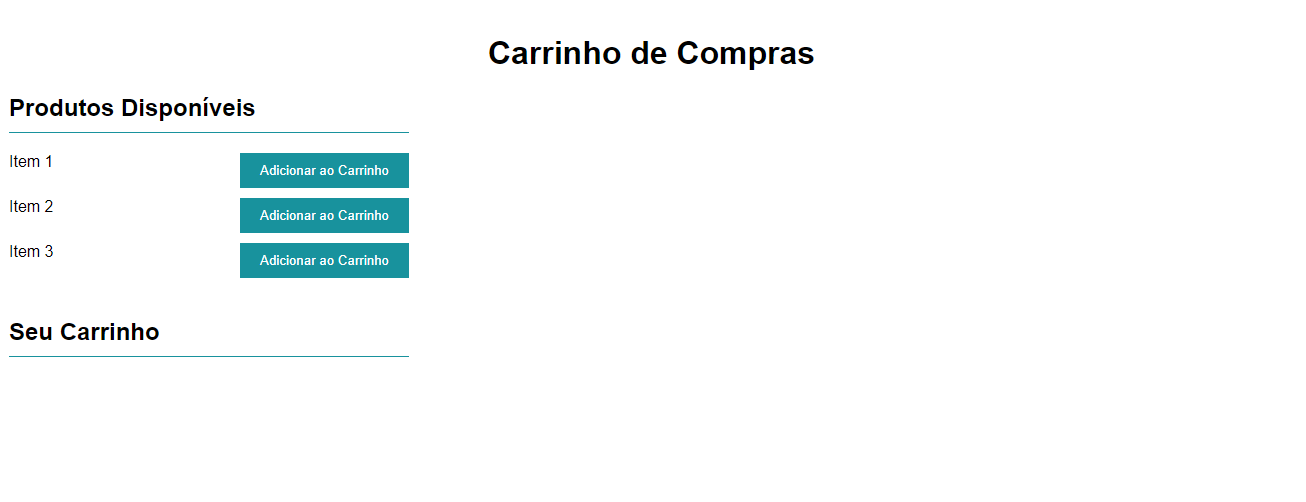 Carrinho de Compras
Produtos Disponíveis
Item 1
Adicionar ao Carrinho
Item 2
Adicionar ao Carrinho
Item 3
Adicionar ao Carrinho
Seu Carrinho